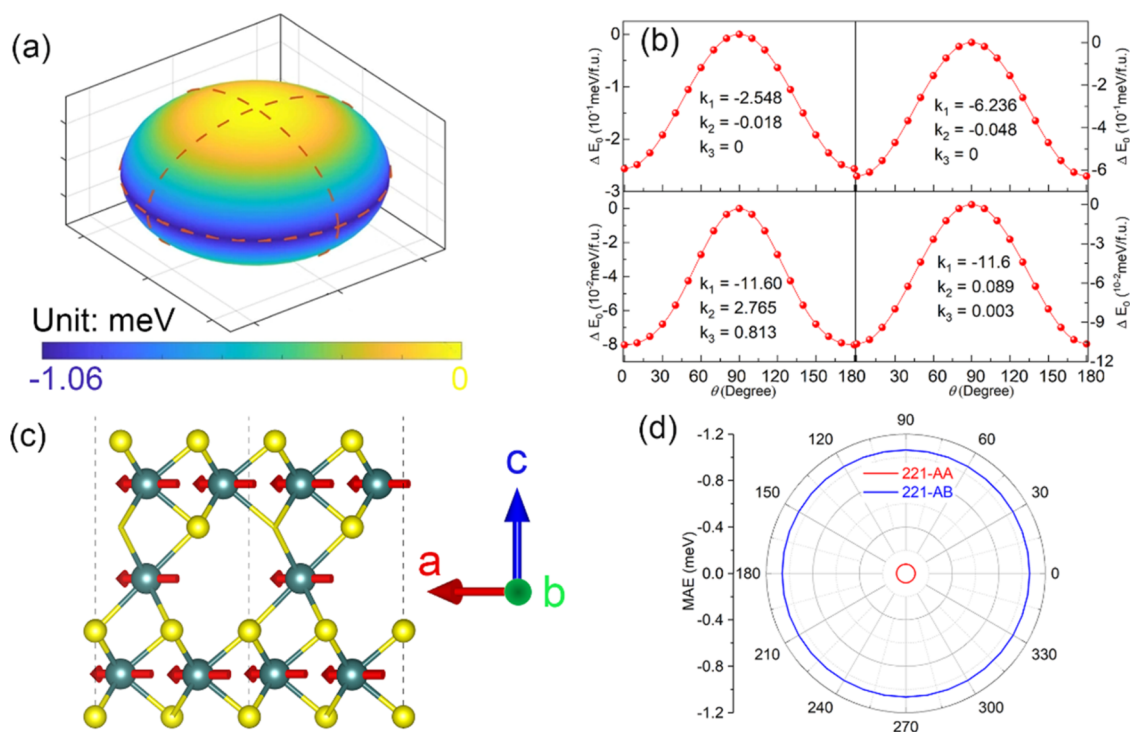 (a)
Unit: meV
-1.06
0
(b)
Δ E₀ (10⁻¹meV/f.u.)
0
-1
-2
-3
k₁ = -2.548
k₂ = -0.018
k₃ = 0
k₁ = -6.236
k₂ = -0.048
k₃ = 0
0
-2
-4
-6
Δ E₀ (10⁻¹meV/f.u.)
Δ E₀ (10⁻²meV/f.u.)
0
-2
-4
-6
-8
k₁ = -11.60
k₂ = 2.765
k₃ = 0.813
k₁ = -11.6
k₂ = 0.089
k₃ = 0.003
0
-3
-6
-9
-12
Δ E₀ (10⁻²meV/f.u.)
0 30 60 90 120 150 180 30 60 90 120 150 180
θ (Degree) θ (Degree)
(c)
c
a
b
(d)
MAE (meV)
-1.2
-0.8
-0.4
0.0
-0.4
-0.8
-1.2
90
120 60
150 30
180 0
210 330
240 300
270
221-AA
221-AB